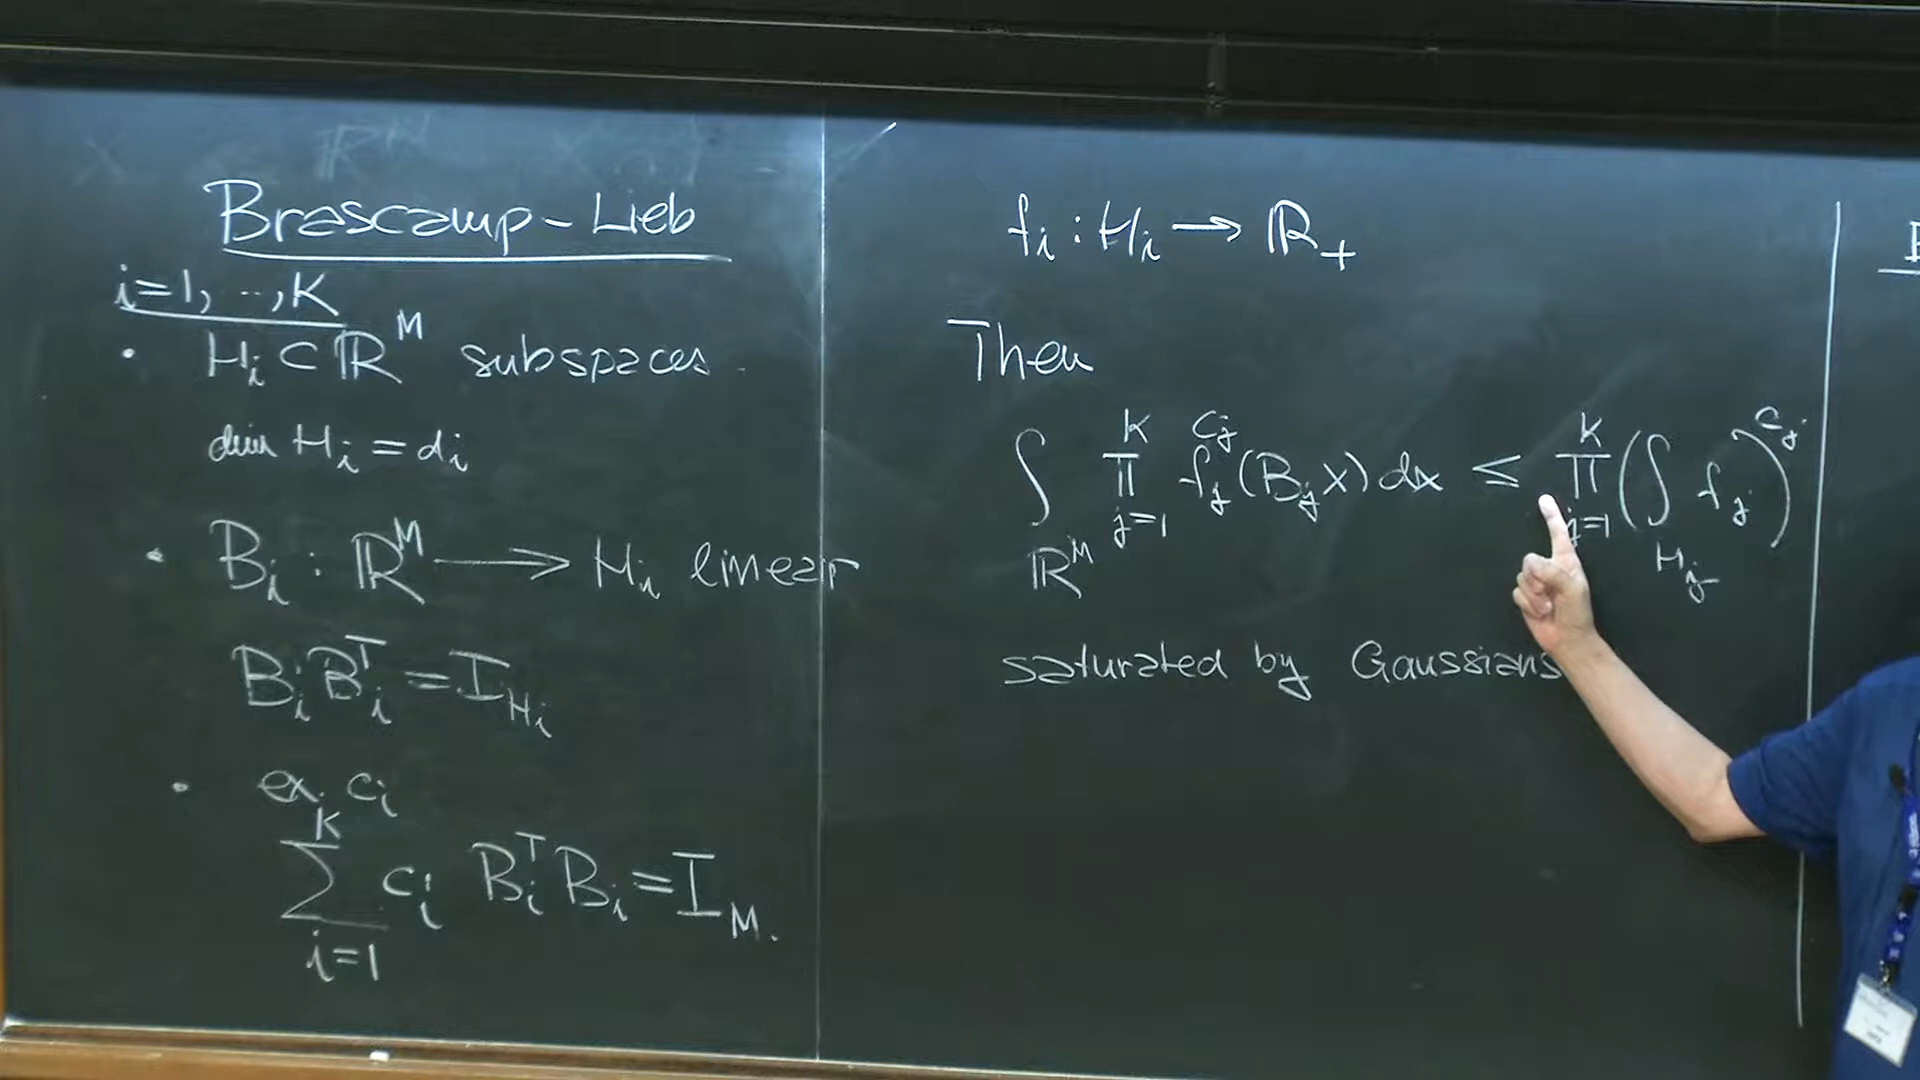 Brascamp-Lieb
i=1, ..., K
• H_i ⊂ ℝ^M subspaces
dim H_i = d_i
• B_i : ℝ^M → H_i linear
B_i B_i^T = I_{H_i}
• ex. c_i
∑_{i=1}^K c_i B_i^T B_i = I_M.
f_i : H_i → ℝ_+
Then
∫_{ℝ^M} ∏_{j=1}^K f_j^{c_j}(B_j x) dx ≤ ∏_{j=1}^K (∫_{H_j} f_j)^{c_j}
saturated by Gaussians